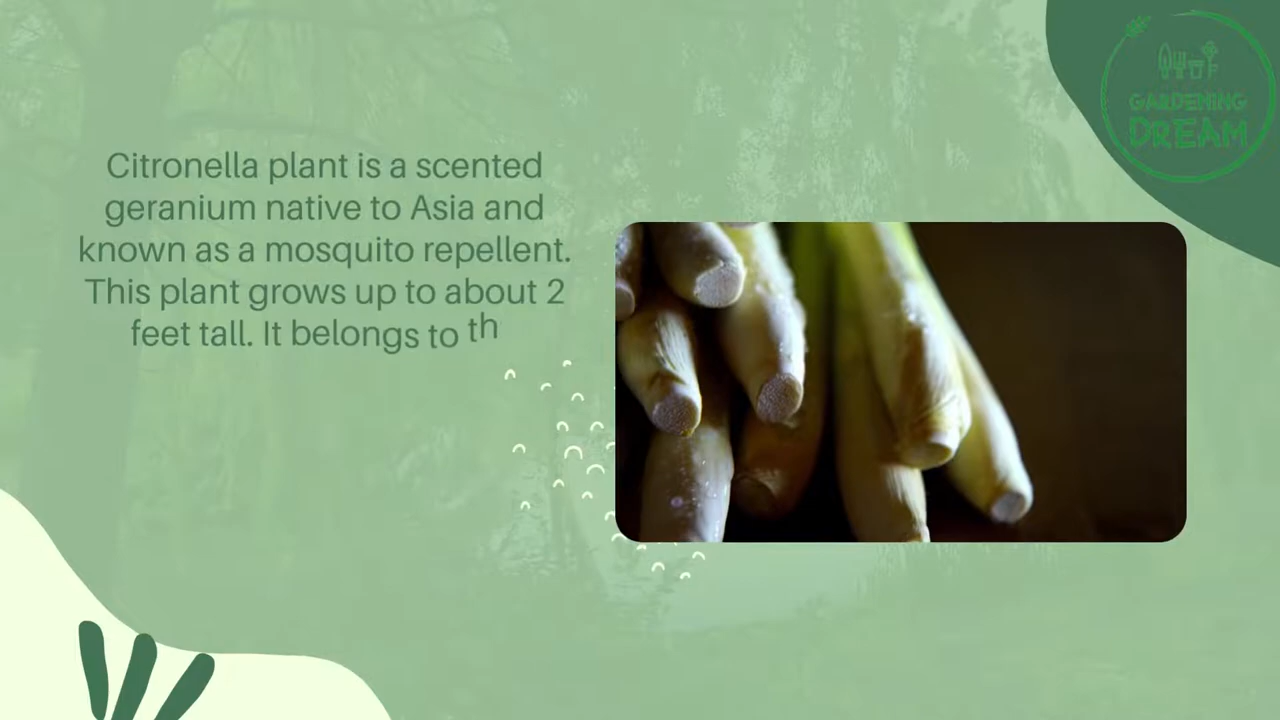 Citronella plant is a scented
geranium native to Asia and
known as a mosquito repellent.
This plant grows up to about 2
feet tall. It belongs to th
GARDENING
DREAM